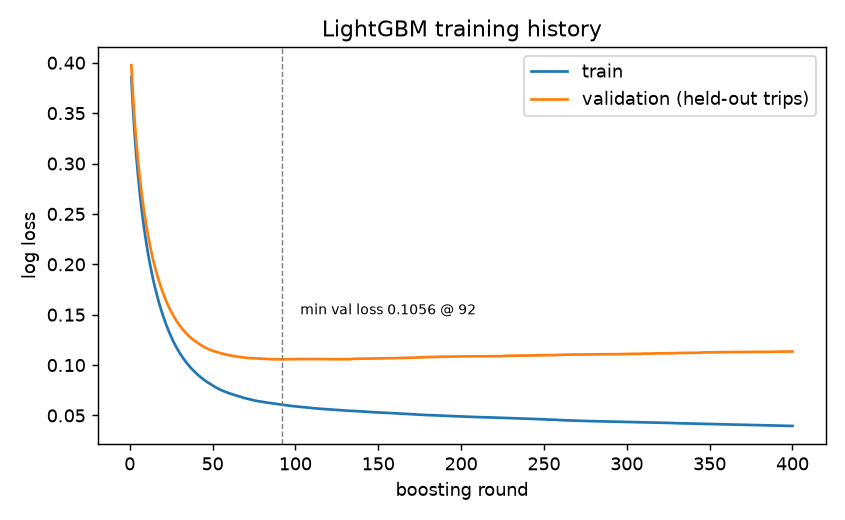 LightGBM training history
train
validation (held-out trips)
log loss
0.40
0.35
0.30
0.25
0.20
0.15
0.10
0.05
min val loss 0.1056 @ 92
0
50
100
150
200
250
300
350
400
boosting round